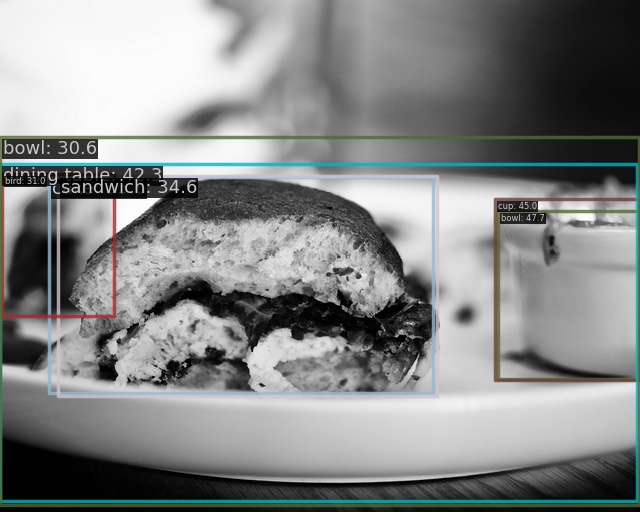 bowl: 30.6
dining table: 42.3
bird: 31.0
sandwich: 34.6
cup: 45.0
bowl: 47.7